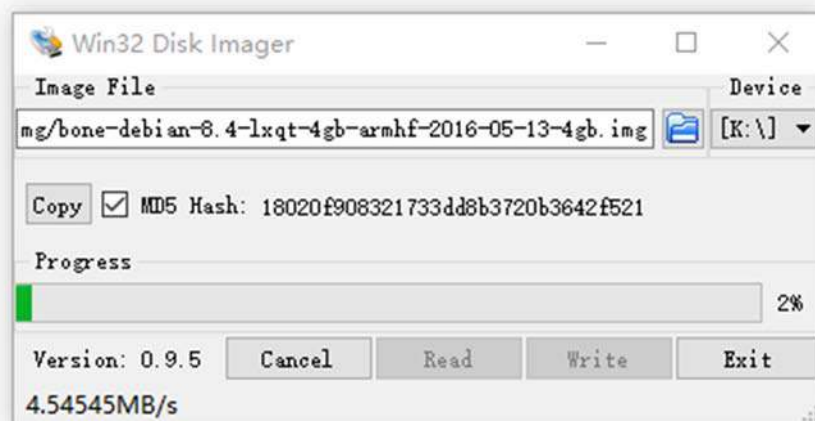 Win32 Disk Imager
Image File
Device
mg/bone-debian-8.4-lxqt-4gb-armhf-2016-05-13-4gb.img
[K:\]
Copy
MD5 Hash: 18020f908321733dd8b3720b3642f521
Progress
2%
Version: 0.9.5
Cancel
Read
Write
Exit
4.54545MB/s